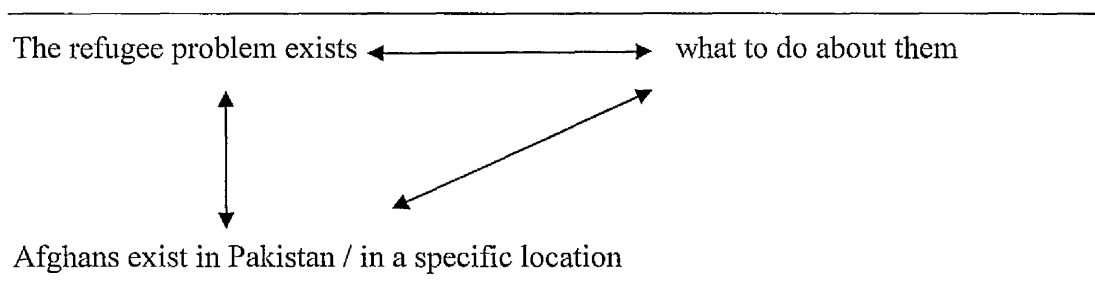 The refugee problem exists what to do about them
Afghans exist in Pakistan / in a specific location